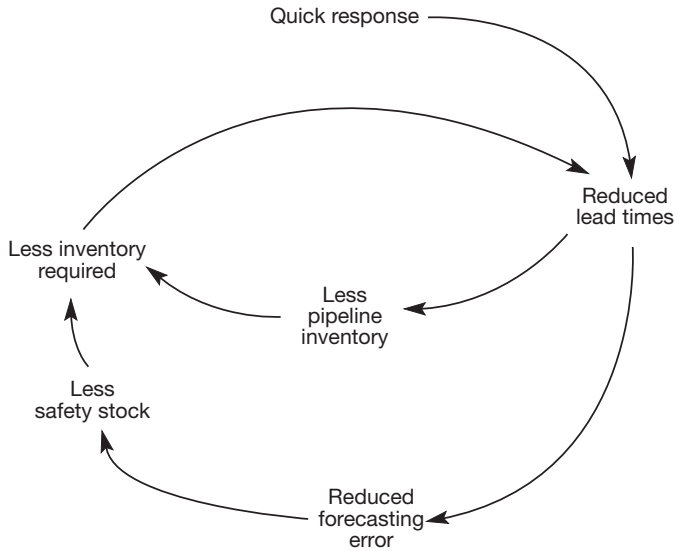 Quick response
Reduced
lead times
Less inventory
required
Less
pipeline
inventory
Less
safety stock
Reduced
forecasting
error